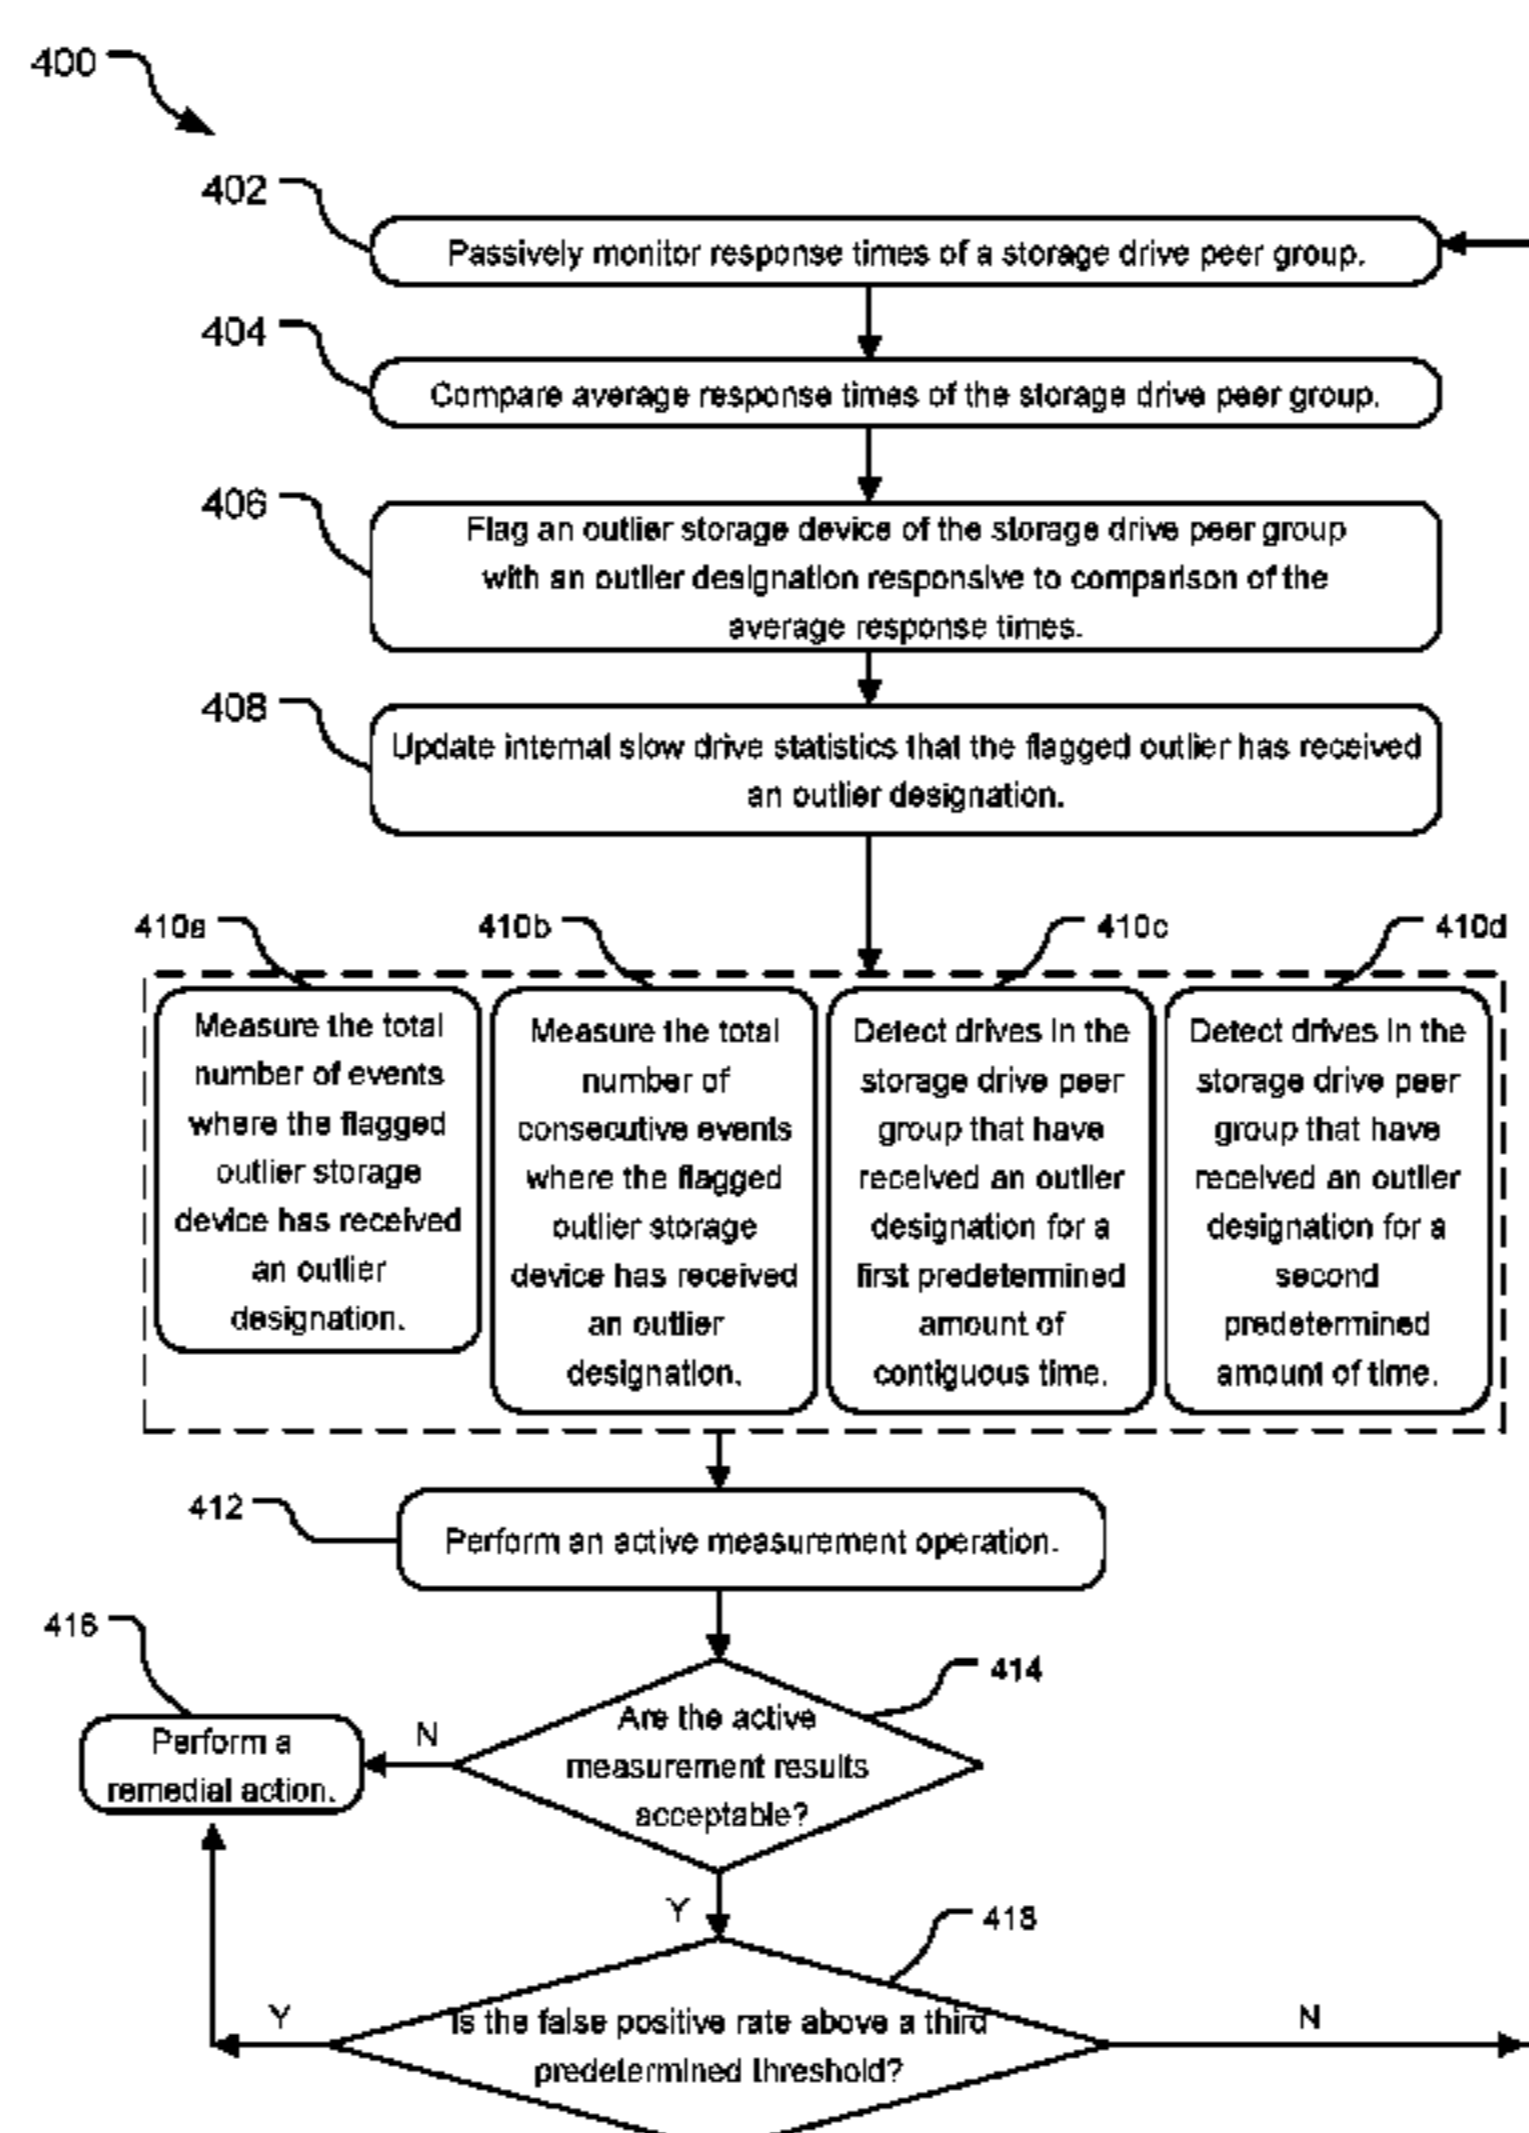 400
402
Passively monitor response times of a storage drive peer group.
404
Compare average response times of the storage drive peer group.
406
Flag an outlier storage device of the storage drive peer group
with an outlier designation responsive to comparison of the
average response times.
408
Update internal slow drive statistics that the flagged outlier has received
an outlier designation.
410a
Measure the total
number of events
where the flagged
outlier storage
device has received
an outlier
designation.
410b
Measure the total
number of
consecutive events
where the flagged
outlier storage
device has received
an outlier
designation.
410c
Detect drives in the
storage drive peer
group that have
received an outlier
designation for a
first predetermined
amount of
contiguous time.
410d
Detect drives in the
storage drive peer
group that have
received an outlier
designation for a
second
predetermined
amount of time.
412
Perform an active measurement operation.
414
Are the active
measurement results
acceptable?
N
416
Perform a
remedial action.
Y
418
Is the false positive rate above a third
predetermined threshold?
Y
N